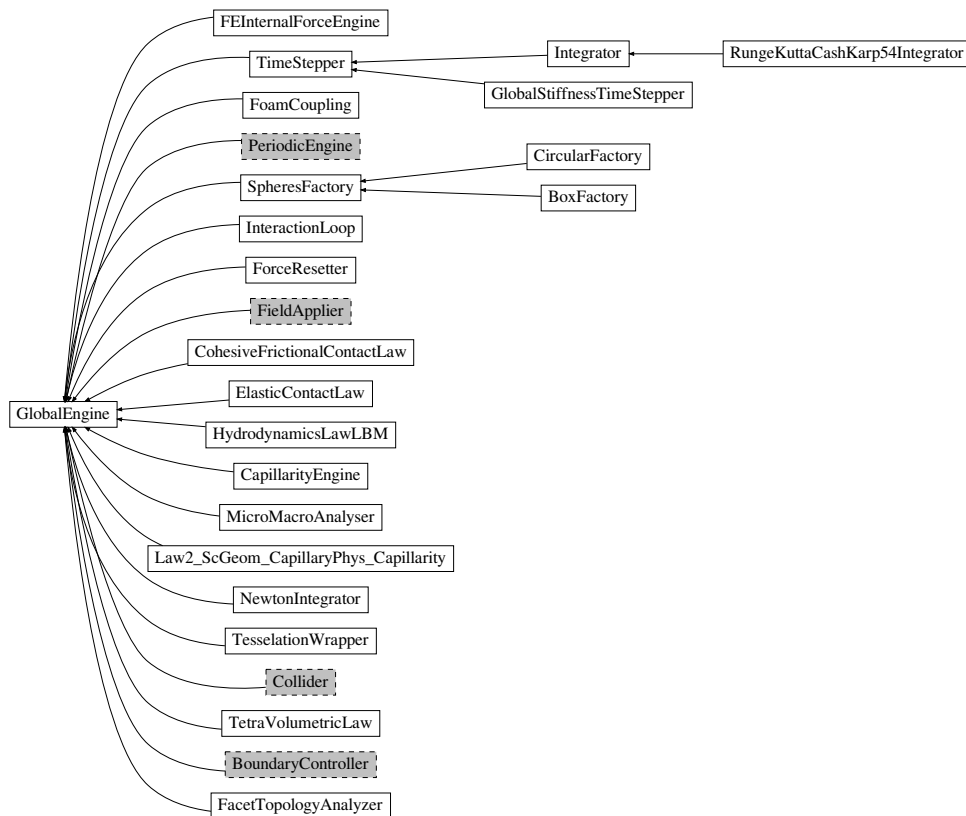 FEInternalForceEngine
TimeStepper
Integrator
RungeKuttaCashKarp54Integrator
GlobalStiffnessTimeStepper
FoamCoupling
PeriodicEngine
CircularFactory
SpheresFactory
BoxFactory
InteractionLoop
ForceResetter
FieldApplier
CohesiveFrictionalContactLaw
ElasticContactLaw
GlobalEngine
HydrodynamicsLawLBM
CapillarityEngine
MicroMacroAnalyser
Law2_ScGeom_CapillaryPhys_Capillarity
NewtonIntegrator
TesselationWrapper
Collider
TetraVolumetricLaw
BoundaryController
FacetTopologyAnalyzer